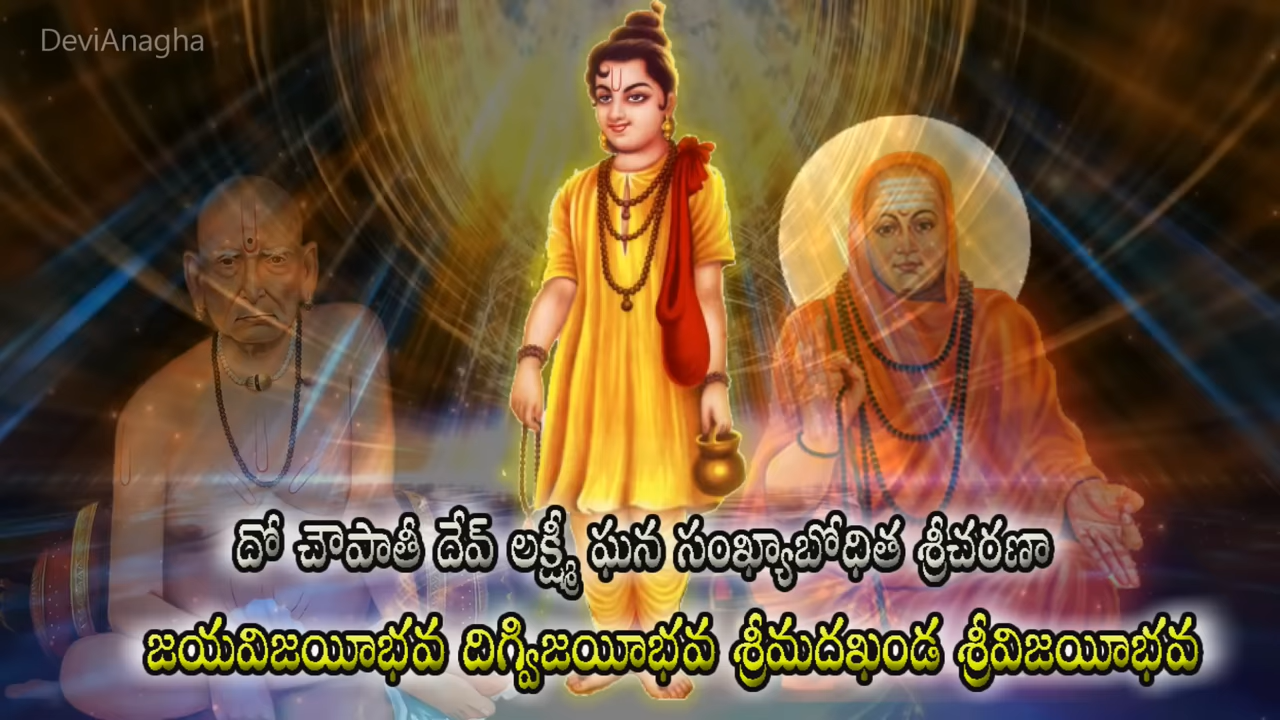 DeviAnagha
దో చౌపాతీ దేవ్ లక్ష్మీ ఘన సంఖ్యాబోధిత శ్రీచరణా
జయవిజయీభవ దిగ్విజయీభవ శ్రీమదఖండ శ్రీవిజయీభవ